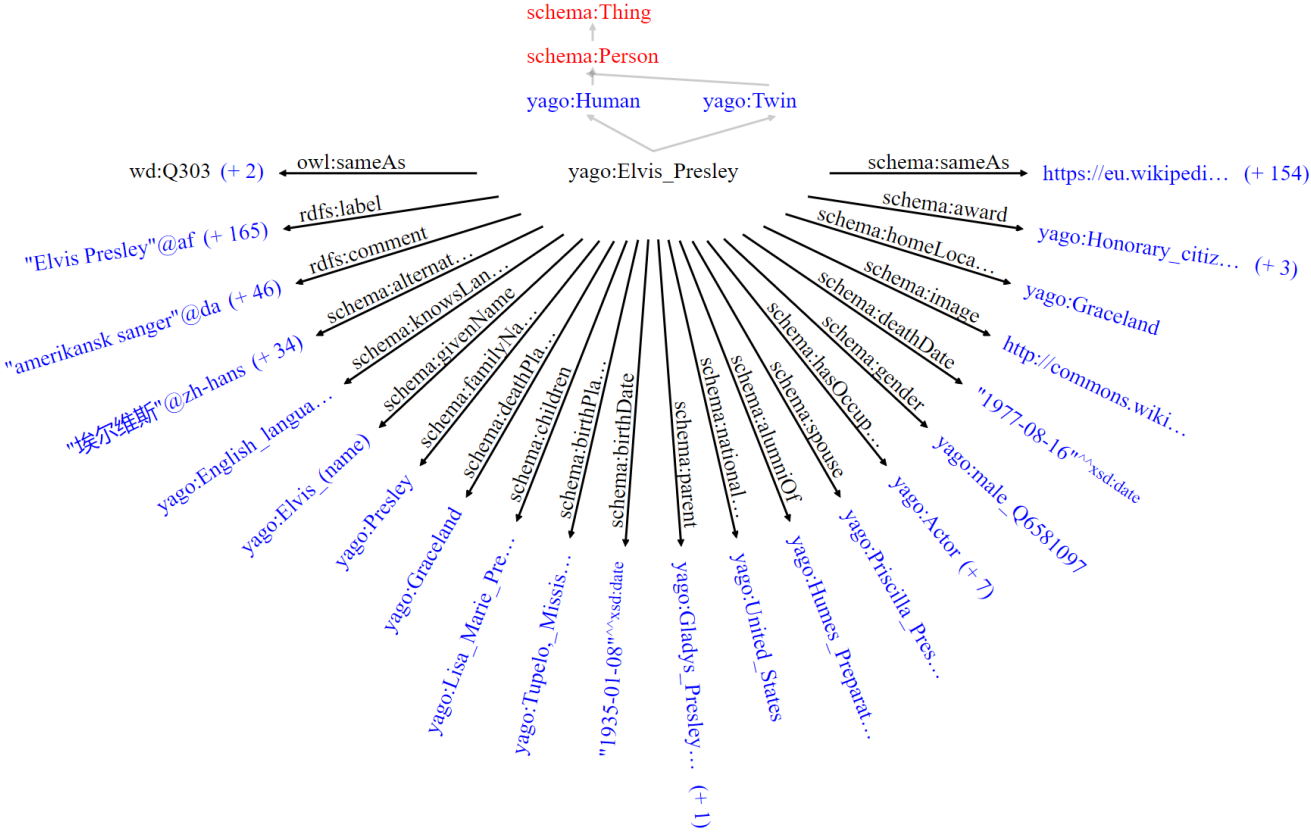 schema:Thing
schema:Person
yago:Human
yago:Twin
yago:Elvis_Presley
owl:sameAs
wd:Q303 (+ 2)
rdfs:label
"Elvis Presley"@af (+ 165)
rdfs:comment
"amerikansk sanger"@da (+ 46)
schema:alternat…
"埃尔维斯"@zh-hans (+ 34)
schema:knowsLan…
yago:English_langua…
schema:givenName
yago:Elvis_(name)
schema:familyNa…
yago:Presley
schema:deathPla…
yago:Graceland
schema:children
yago:Lisa_Marie_Pre…
schema:birthPla…
yago:Tupelo,_Missis…
schema:birthDate
"1935-01-08"^^xsd:date
schema:parent
yago:Gladys_Presley… (+ 1)
schema:national…
yago:United_States
schema:alumniOf
yago:Humes_Preparat…
schema:spouse
yago:Priscilla_Pres…
schema:hasOccup…
yago:Actor (+ 7)
schema:gender
yago:male_Q6581097
schema:deathDate
"1977-08-16"^^xsd:date
schema:image
http://commons.wiki…
schema:homeLoca…
yago:Graceland
schema:award
yago:Honorary_citiz… (+ 3)
schema:sameAs
https://eu.wikipedi… (+ 154)